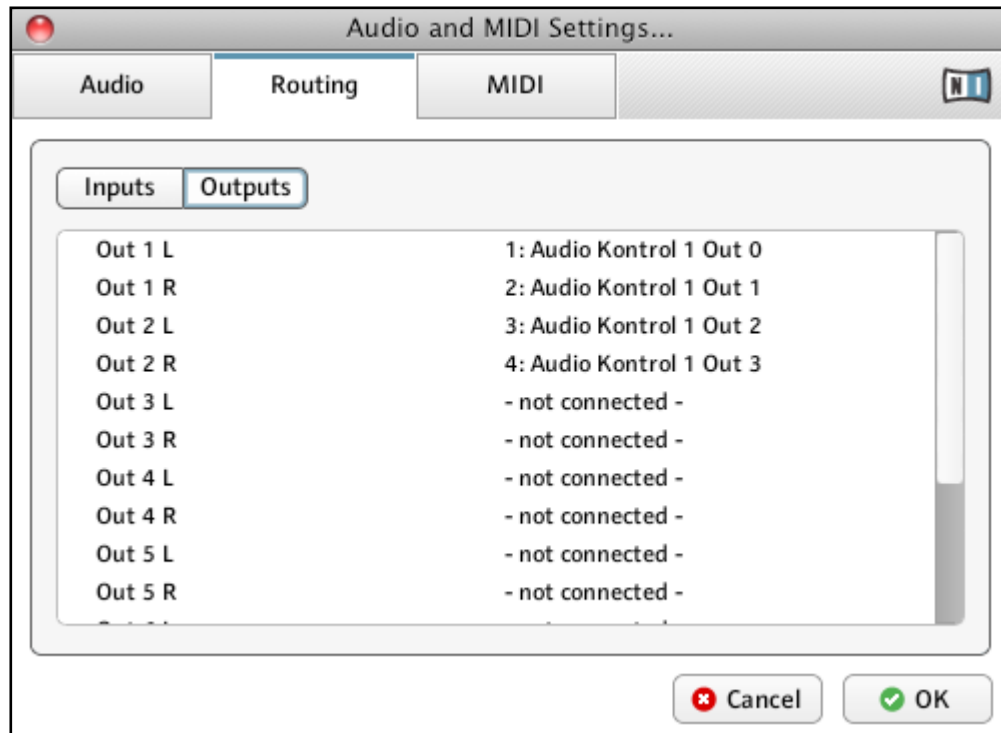 Audio and MIDI Settings...
Audio Routing MIDI NI
Inputs Outputs
Out 1 L 1: Audio Kontrol 1 Out 0
Out 1 R 2: Audio Kontrol 1 Out 1
Out 2 L 3: Audio Kontrol 1 Out 2
Out 2 R 4: Audio Kontrol 1 Out 3
Out 3 L - not connected -
Out 3 R - not connected -
Out 4 L - not connected -
Out 4 R - not connected -
Out 5 L - not connected -
Out 5 R - not connected -
Cancel OK